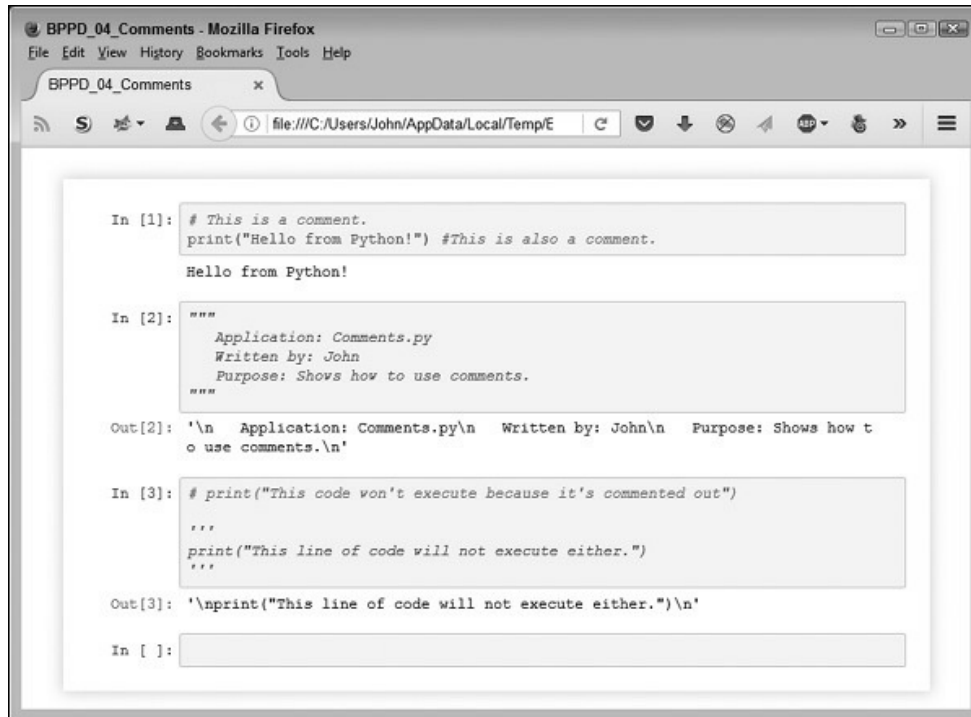 BPPD_04_Comments - Mozilla Firefox
File Edit View History Bookmarks Tools Help
BPPD_04_Comments ×
S file:///C:/Users/John/AppData/Local/Temp/E ABP »
In [1]: # This is a comment.
print("Hello from Python!") #This is also a comment.
Hello from Python!
In [2]: """
Application: Comments.py
Written by: John
Purpose: Shows how to use comments.
"""
Out[2]: '\n   Application: Comments.py\n   Written by: John\n   Purpose: Shows how t
o use comments.\n'
In [3]: # print("This code won't execute because it's commented out")
'''
print("This line of code will not execute either.")
'''
Out[3]: '\nprint("This line of code will not execute either.")\n'
In [ ]: